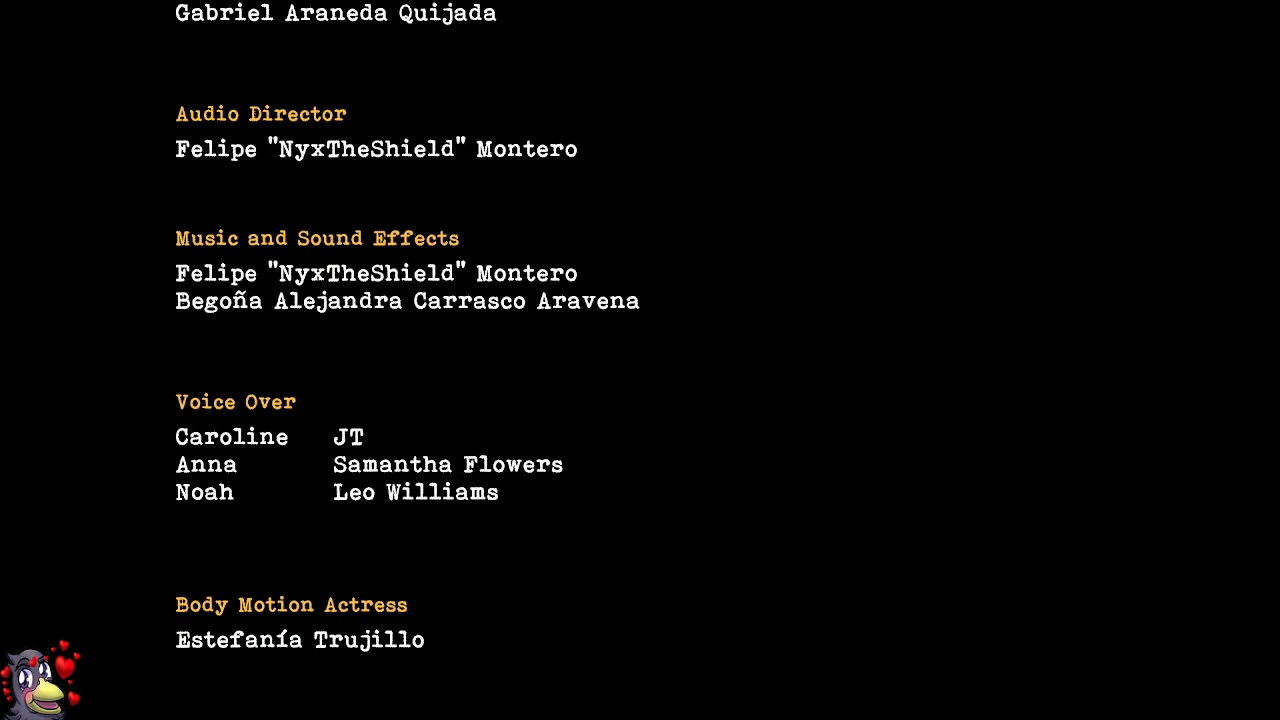 Gabriel Araneda Quijada
Audio Director
Felipe "NyxTheShield" Montero
Music and Sound Effects
Felipe "NyxTheShield" Montero
Begoña Alejandra Carrasco Aravena
Voice Over
Caroline JT
Anna Samantha Flowers
Noah Leo Williams
Body Motion Actress
Estefanía Trujillo